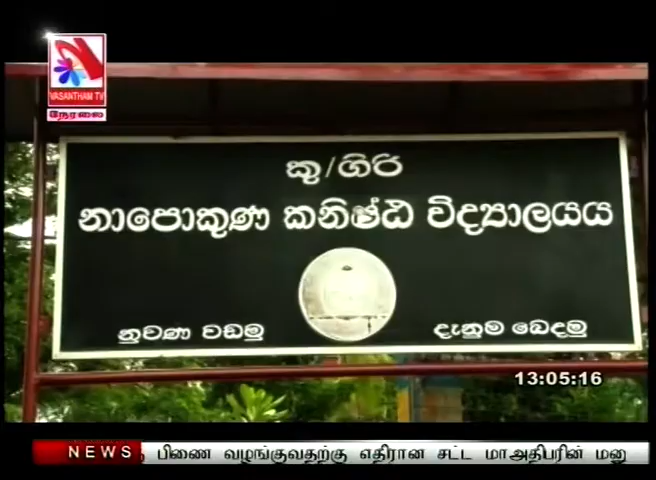 VASANTHAM TV
நேரலை
කු/ගිරි
නාපොකුණ කනිෂ්ඨ විද්‍යාලයය
නුවණ වඩමු
දැනුම බෙදමු
13:05:16
NEWS
பிணை வழங்குவதற்கு எதிரான சட்ட மாஅதிபரின் மனு